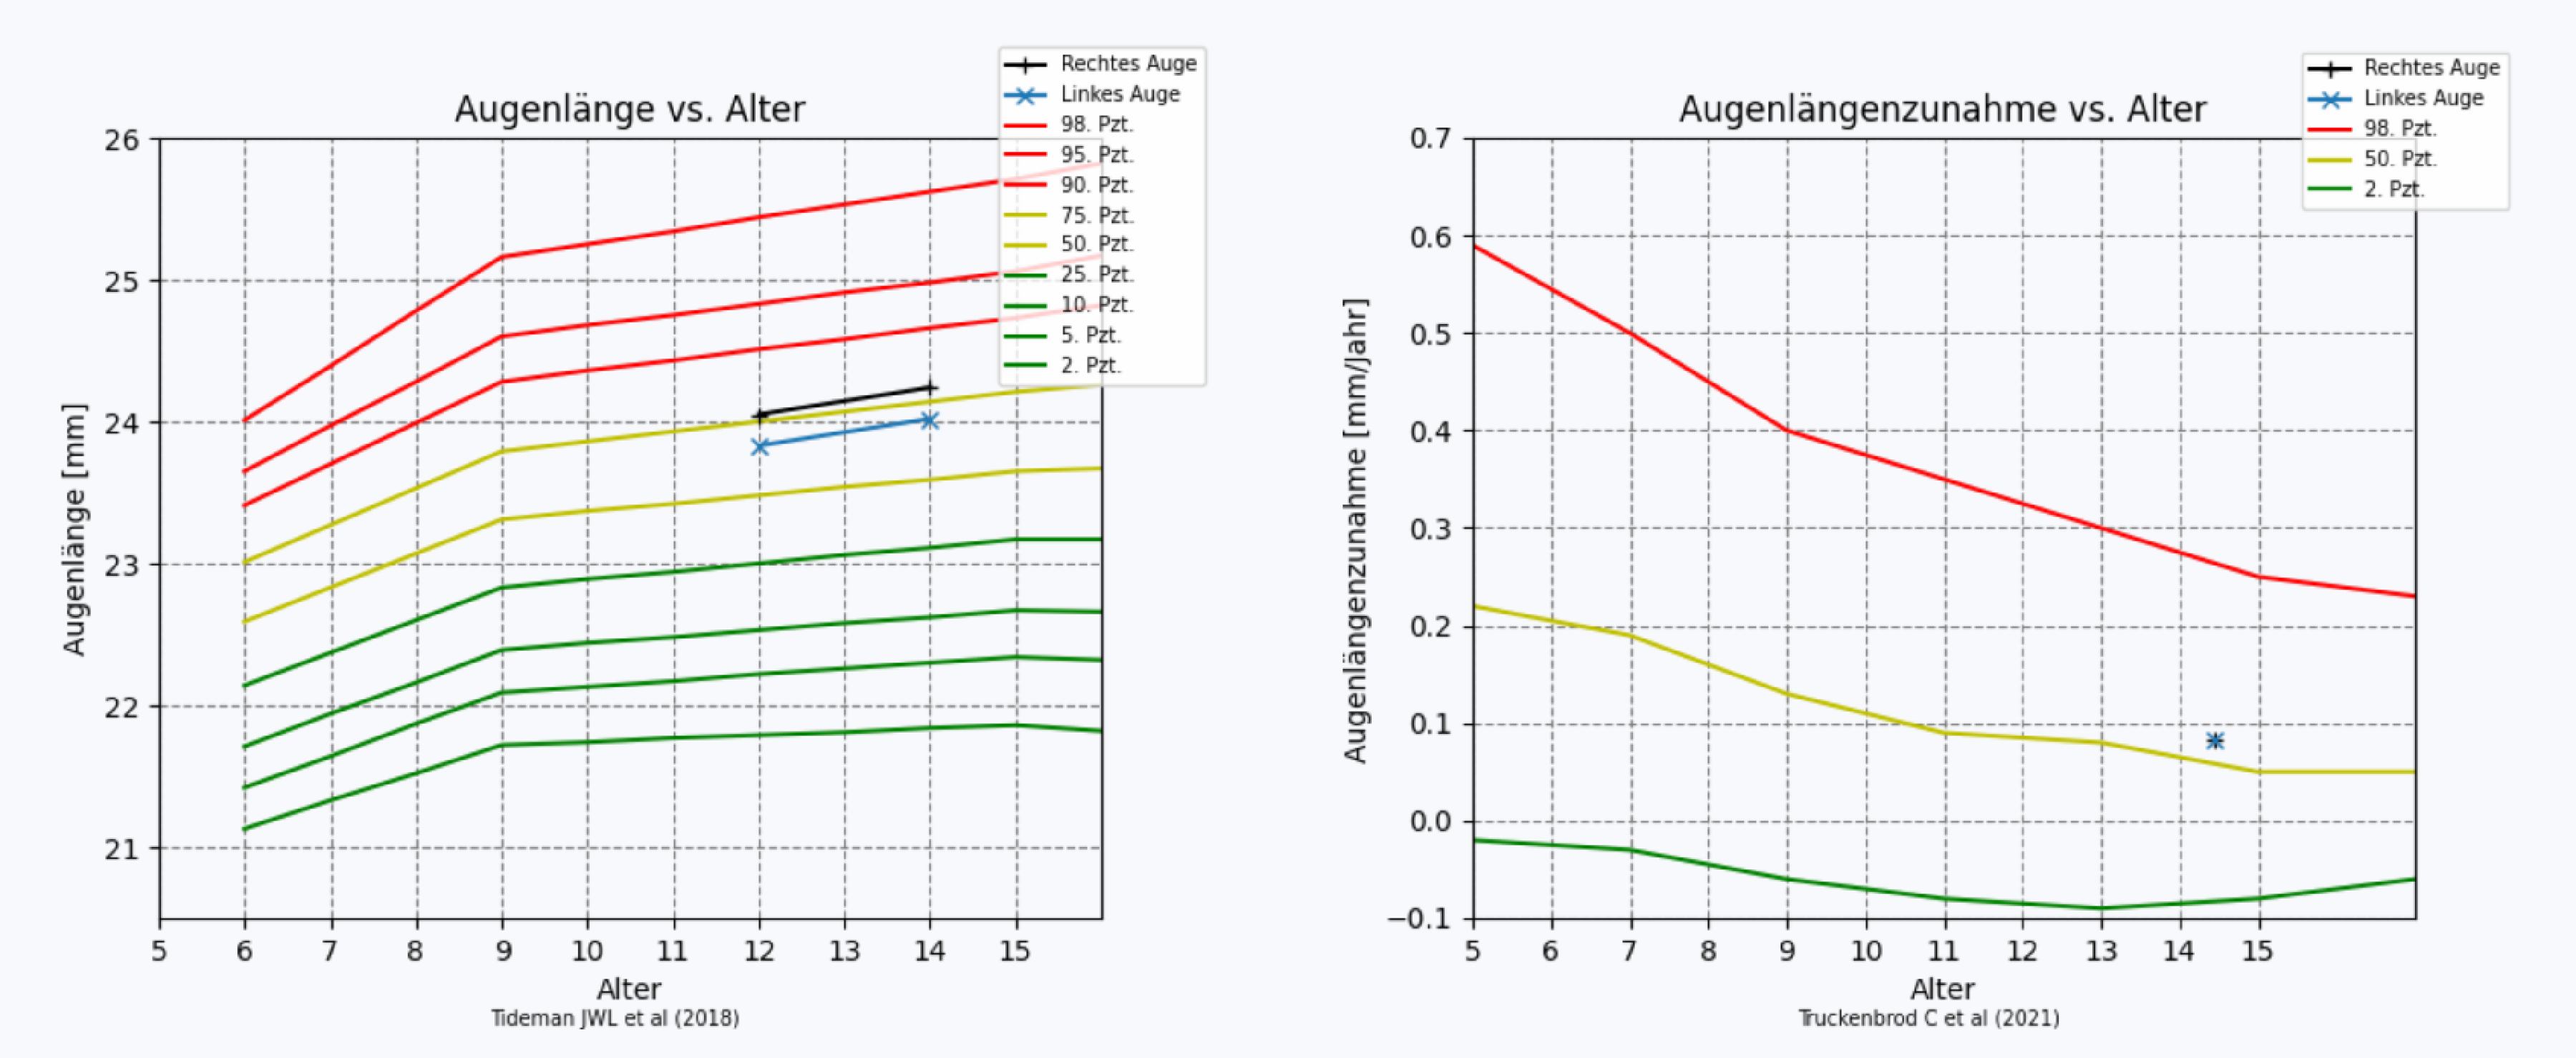 Augenlänge vs. Alter
Rechtes Auge
Linkes Auge
98. Pzt.
95. Pzt.
90. Pzt.
75. Pzt.
50. Pzt.
25. Pzt.
10. Pzt.
5. Pzt.
2. Pzt.
Augenlänge [mm]
26
25
24
23
22
21
5 6 7 8 9 10 11 12 13 14 15
Alter
Tideman JWL et al (2018)
Augenlängenzunahme vs. Alter
Rechtes Auge
Linkes Auge
98. Pzt.
50. Pzt.
2. Pzt.
Augenlängenzunahme [mm/Jahr]
0.7
0.6
0.5
0.4
0.3
0.2
0.1
0.0
−0.1
5 6 7 8 9 10 11 12 13 14 15
Alter
Truckenbrod C et al (2021)